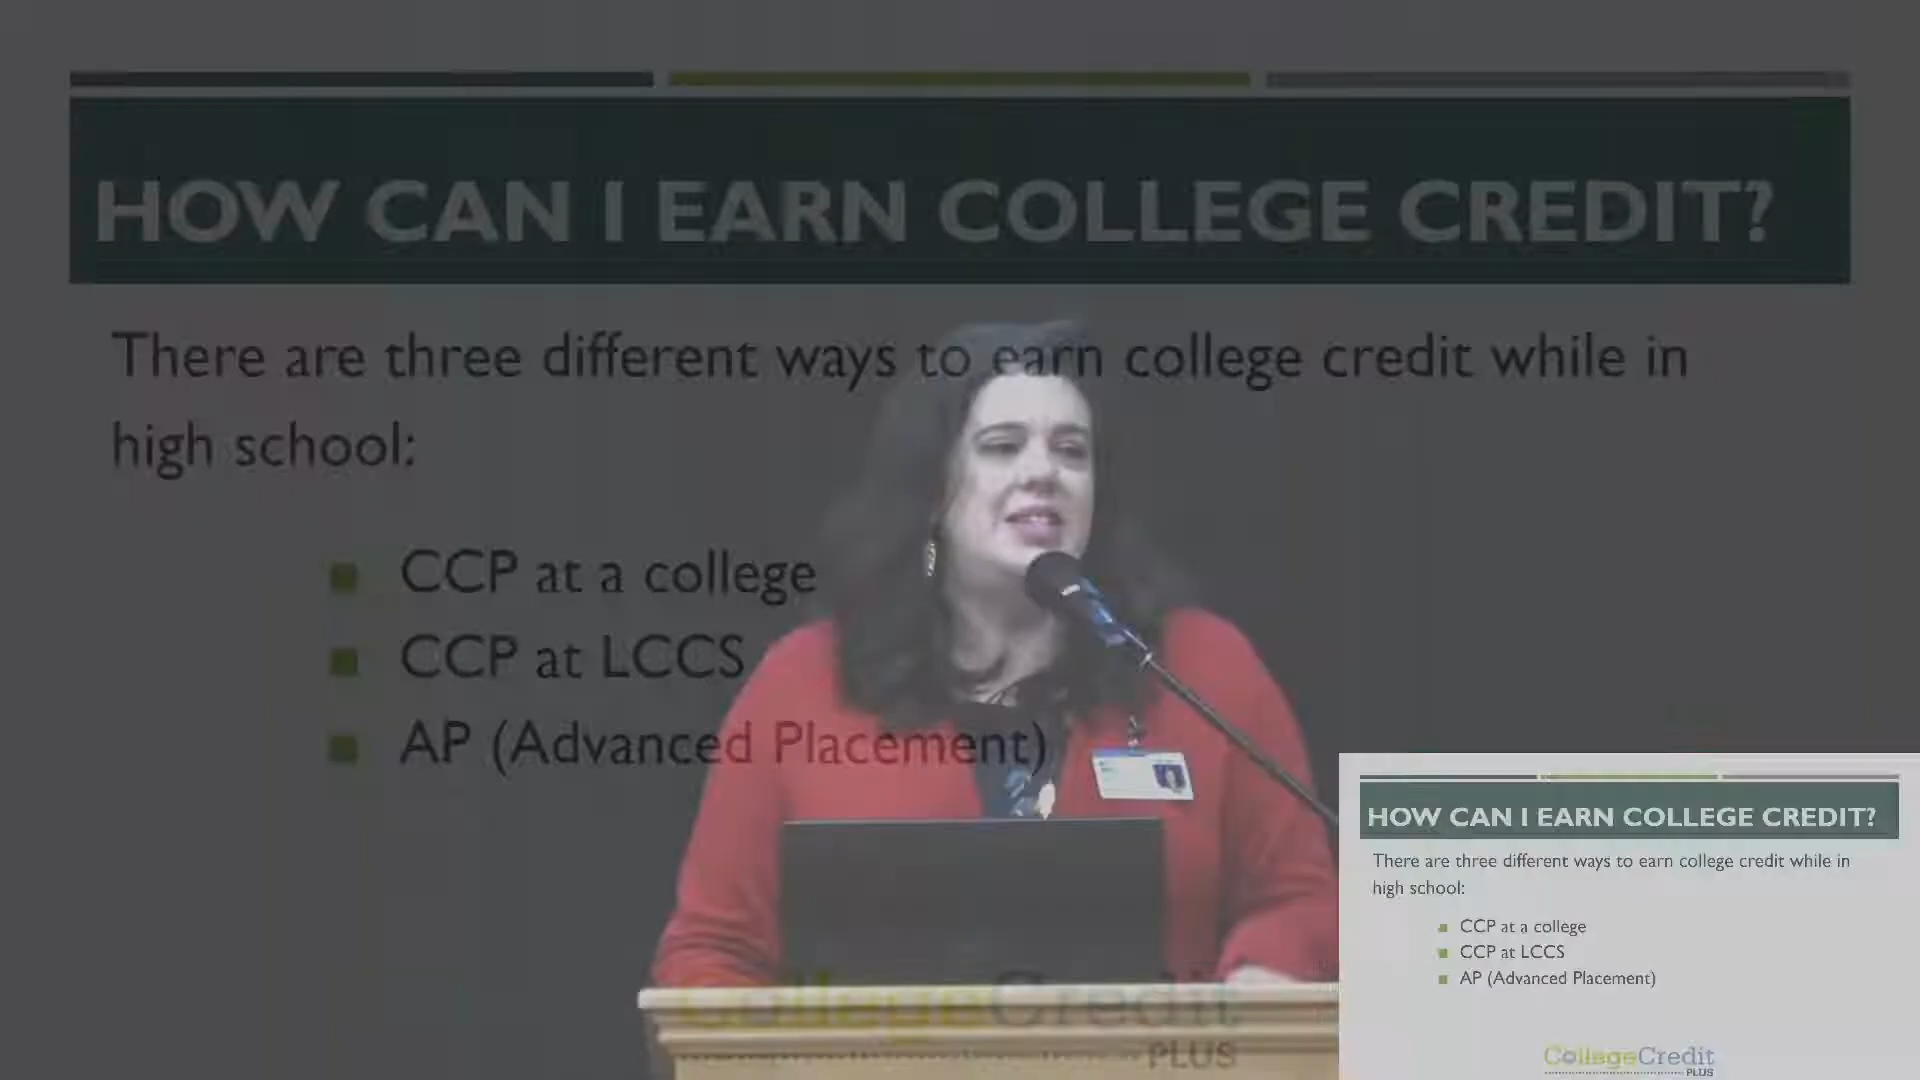 HOW CAN I EARN COLLEGE CREDIT?
There are three different ways to earn college credit while in
high school:
CCP at a college
CCP at LCCS
AP (Advanced Placement)
CollegeCredit
PLUS
HOW CAN I EARN COLLEGE CREDIT?
There are three different ways to earn college credit while in
high school:
CCP at a college
CCP at LCCS
AP (Advanced Placement)
CollegeCredit
PLUS